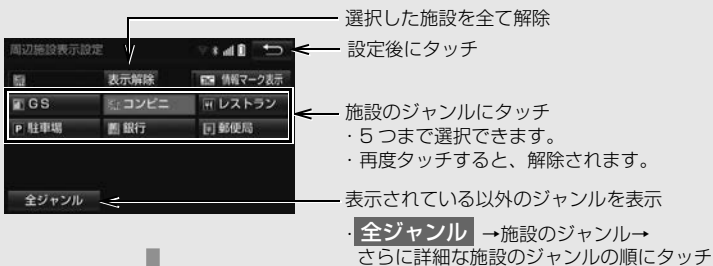 選択した施設を全て解除
周辺施設表示設定
設定後にタッチ
表示解除
情報マーク表示
GS
コンビニ
レストラン
P 駐車場
銀行
郵便局
施設のジャンルにタッチ
・5 つまで選択できます。
・再度タッチすると、解除されます。
全ジャンル
表示されている以外のジャンルを表示
・全ジャンル →施設のジャンル→
さらに詳細な施設のジャンルの順にタッチ